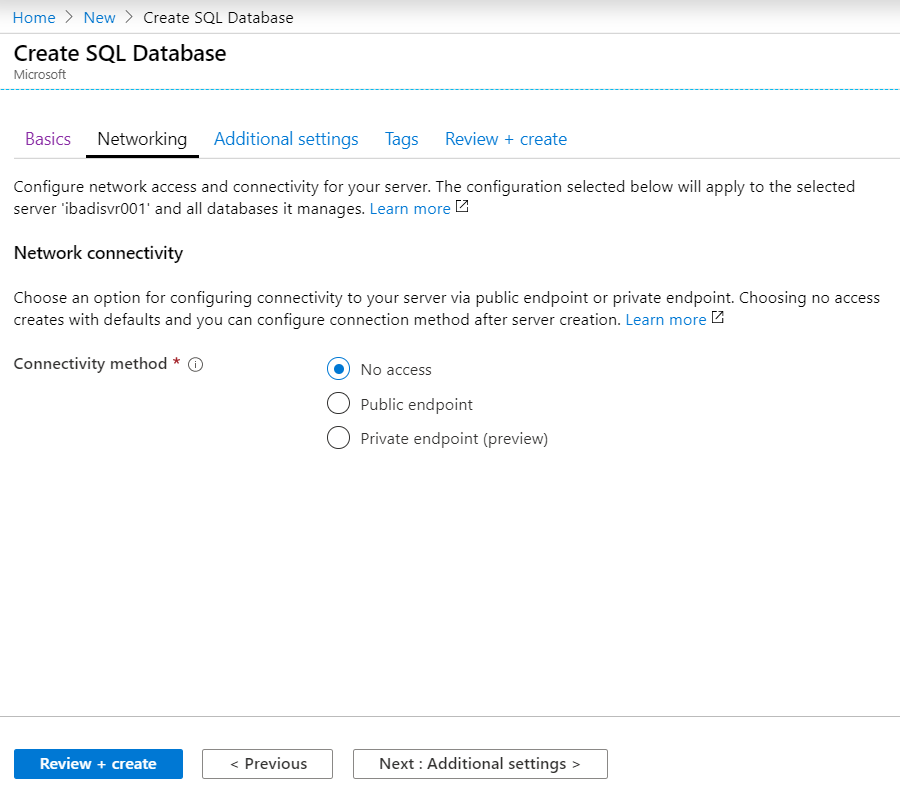 Home > New > Create SQL Database
Create SQL Database
Microsoft
Basics Networking Additional settings Tags Review + create
Configure network access and connectivity for your server. The configuration selected below will apply to the selected
server 'ibadisvr001' and all databases it manages. Learn more
Network connectivity
Choose an option for configuring connectivity to your server via public endpoint or private endpoint. Choosing no access
creates with defaults and you can configure connection method after server creation. Learn more
Connectivity method *
No access
Public endpoint
Private endpoint (preview)
Review + create < Previous Next : Additional settings >